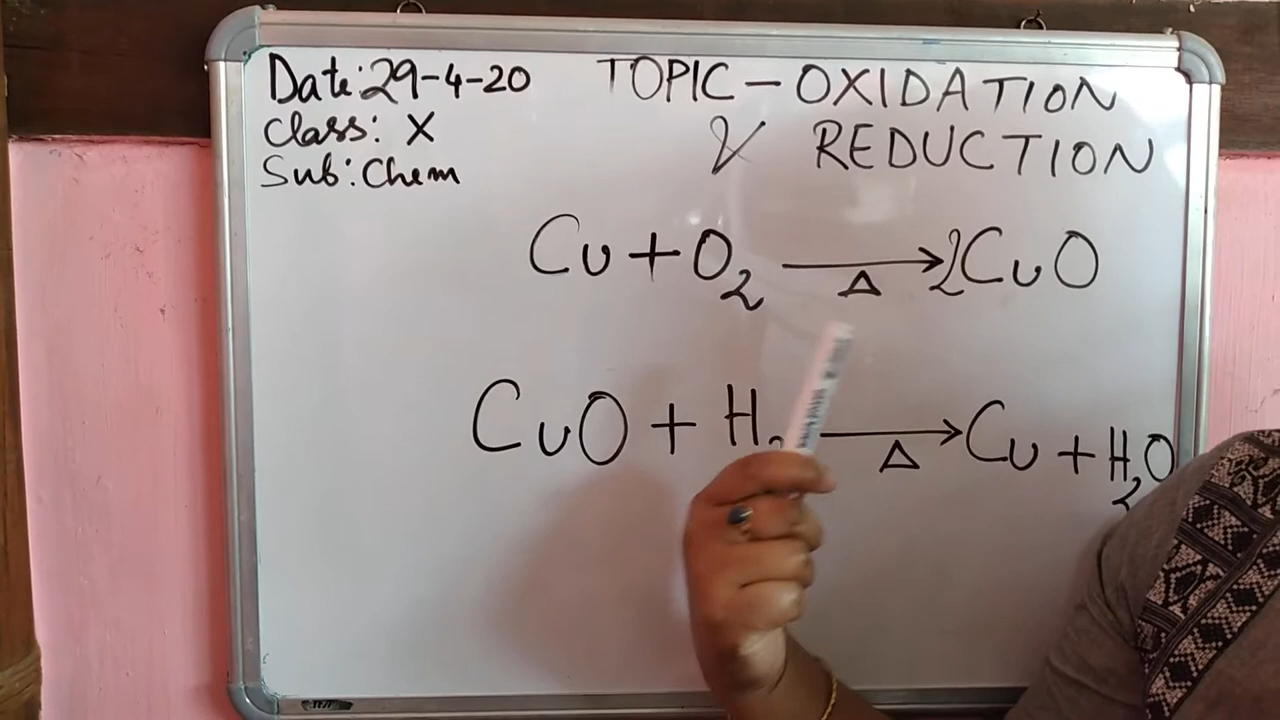 Date: 29-4-20
Class: X
Sub: Chem
TOPIC - OXIDATION
& REDUCTION
Cu + O2 → 2CuO
Δ
CuO + H2 → Cu + H2O
Δ